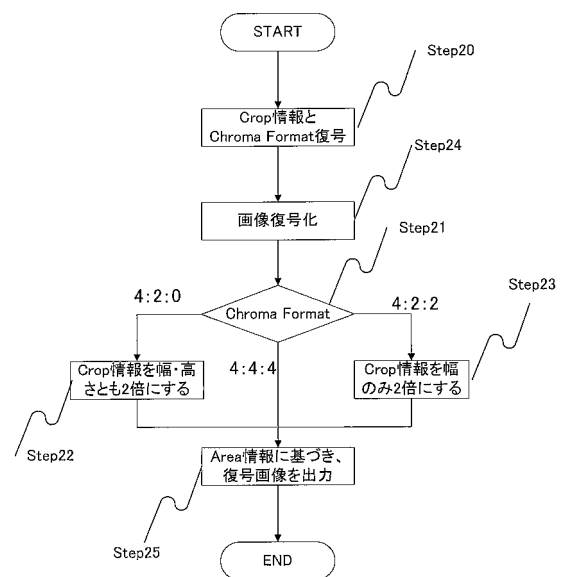 START
Step20
Crop情報と
Chroma Format復号
Step24
画像復号化
Step21
Chroma Format
4:2:0
4:2:2
Step23
4:4:4
Crop情報を幅・高
さとも2倍にする
Crop情報を幅
のみ2倍にする
Step22
Area情報に基づき、
復号画像を出力
Step25
END